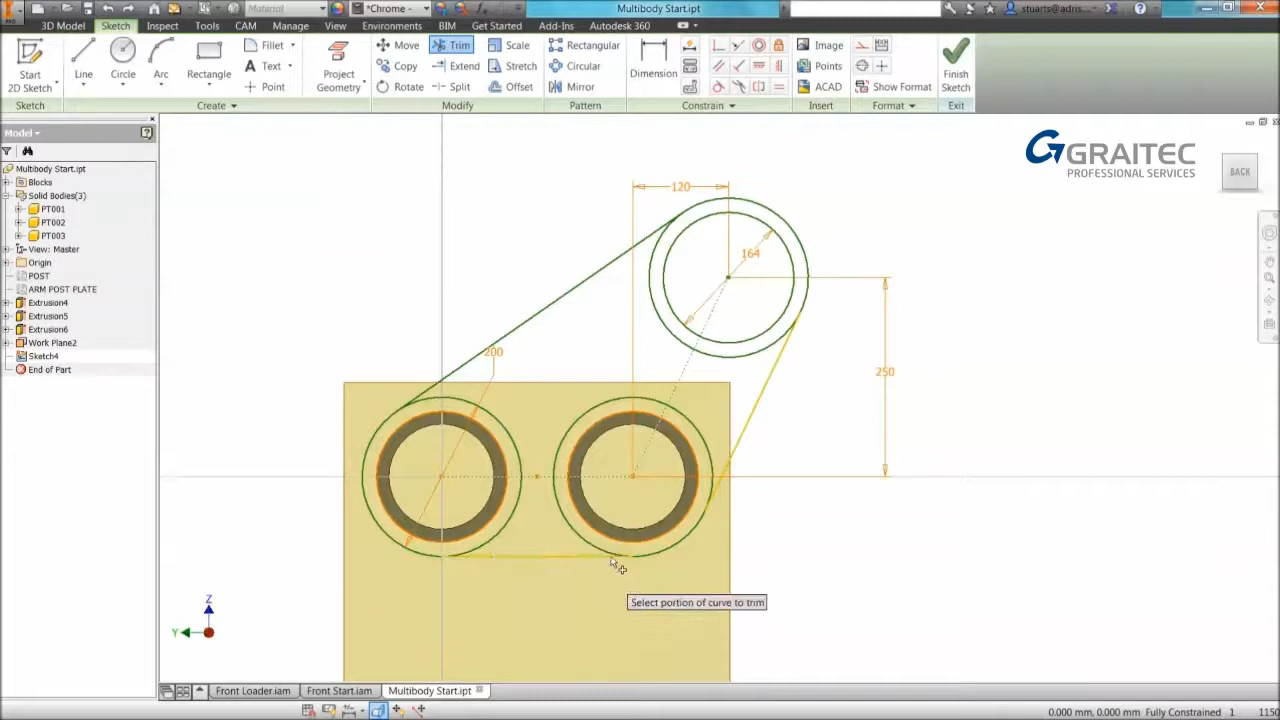 Multibody Start.ipt
Material
*Chrome
stuarts@adris...
3D Model Sketch Inspect Tools CAM Manage View Environments BIM Get Started Add-Ins Autodesk 360
Start
2D Sketch
Line
Circle
Arc
Rectangle
Fillet
Text
Point
Project
Geometry
Move
Copy
Rotate
Trim
Extend
Split
Scale
Stretch
Offset
Rectangular
Circular
Mirror
Dimension
Image
Points
ACAD
Show Format
Finish
Sketch
Sketch Create Modify Pattern Constrain Insert Format Exit
Model
Multibody Start.ipt
Blocks
Solid Bodies(3)
PT001
PT002
PT003
View: Master
Origin
POST
ARM POST PLATE
Extrusion4
Extrusion5
Extrusion6
Work Plane2
Sketch4
End of Part
GRAITEC
PROFESSIONAL SERVICES
BACK
120
164
200
250
Select portion of curve to trim
Z
Y
Front Loader.iam Front Start.iam Multibody Start.ipt
0.000 mm, 0.000 mm Fully Constrained 1 1150